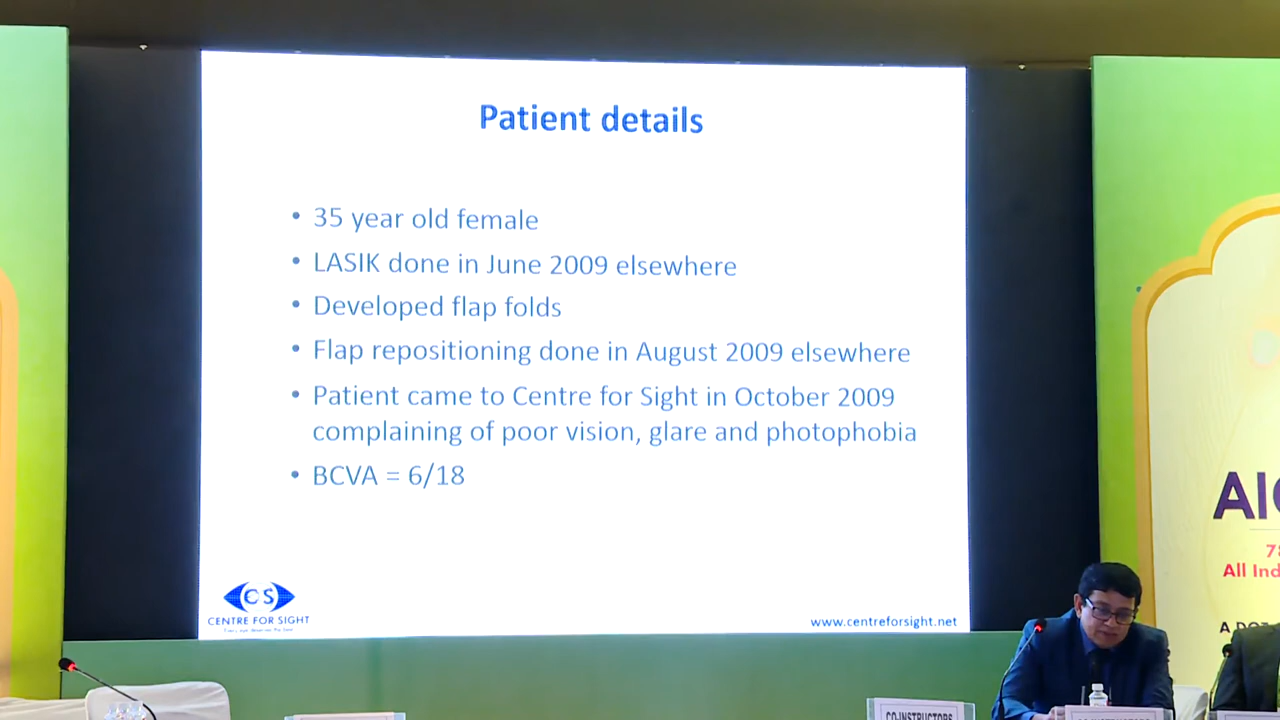 Patient details
• 35 year old female
• LASIK done in June 2009 elsewhere
• Developed flap folds
• Flap repositioning done in August 2009 elsewhere
• Patient came to Centre for Sight in October 2009
complaining of poor vision, glare and photophobia
• BCVA = 6/18
CS
CENTRE FOR SIGHT
www.centreforsight.net
All Ind
CO-INSTRUCTORS